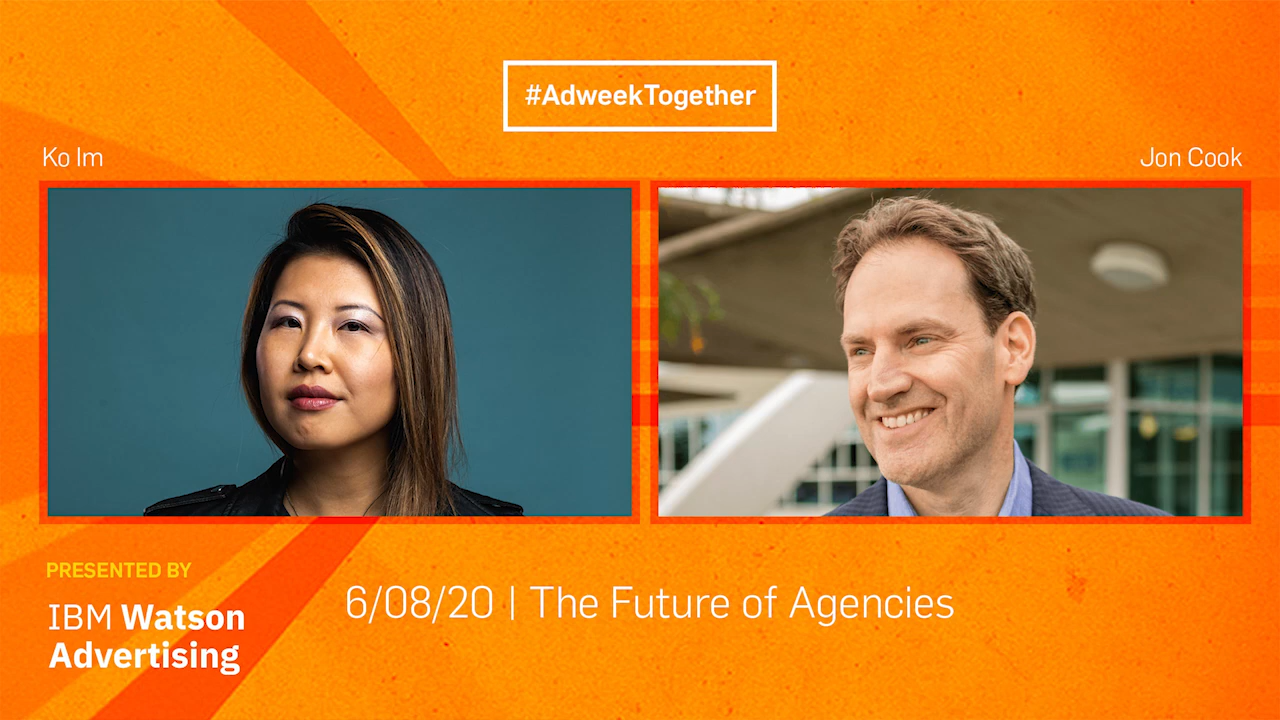 #AdweekTogether
Ko Im
Jon Cook
PRESENTED BY
IBM Watson
Advertising
6/08/20 | The Future of Agencies